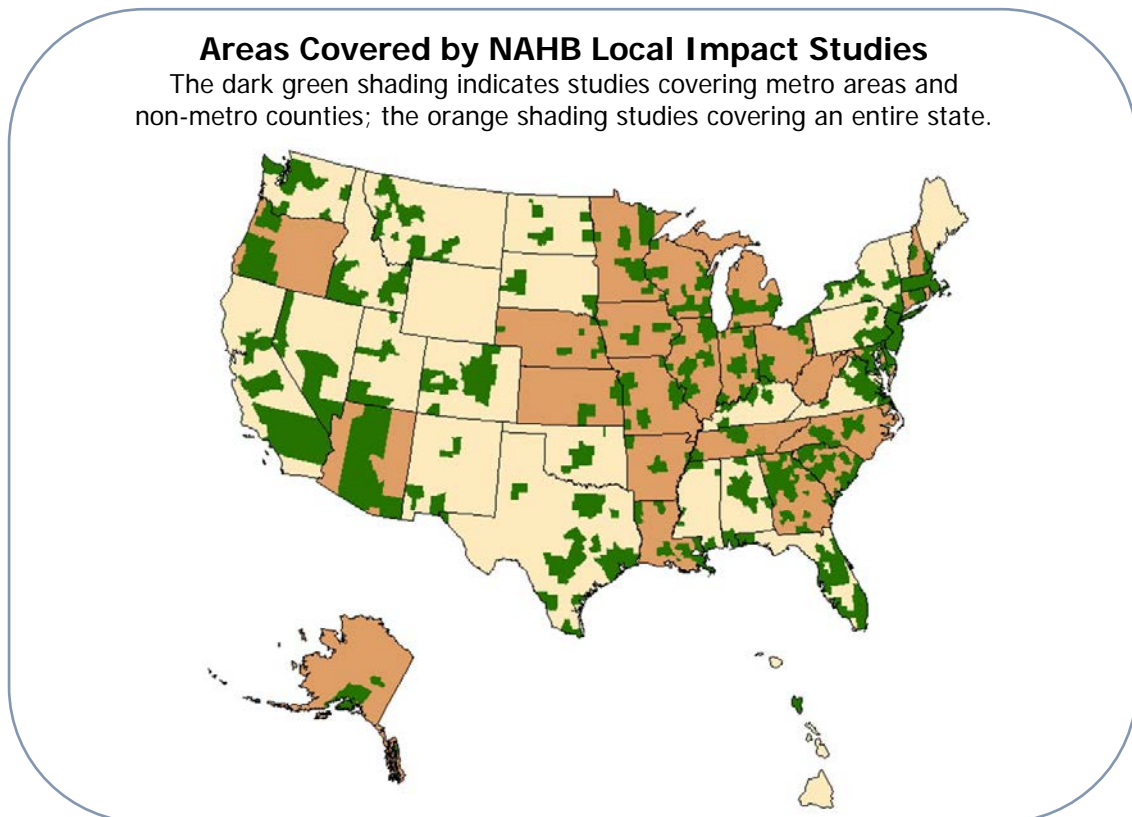 Areas Covered by NAHB Local Impact Studies
The dark green shading indicates studies covering metro areas and
non-metro counties; the orange shading studies covering an entire state.